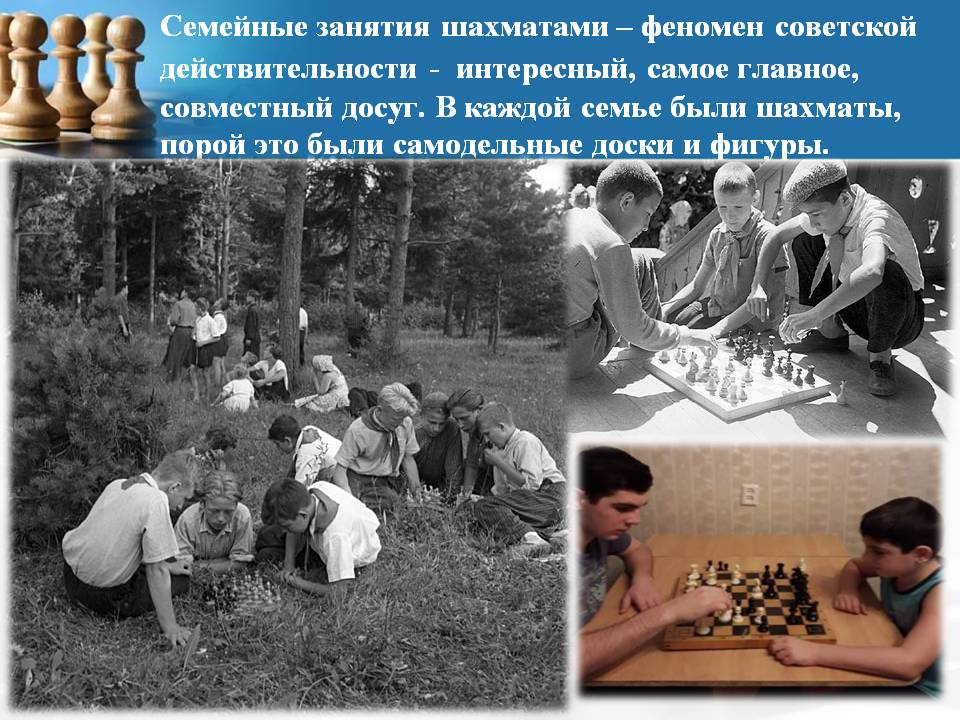 Семейные занятия шахматами – феномен советской
действительности - интересный, самое главное,
совместный досуг. В каждой семье были шахматы,
порой это были самодельные доски и фигуры.